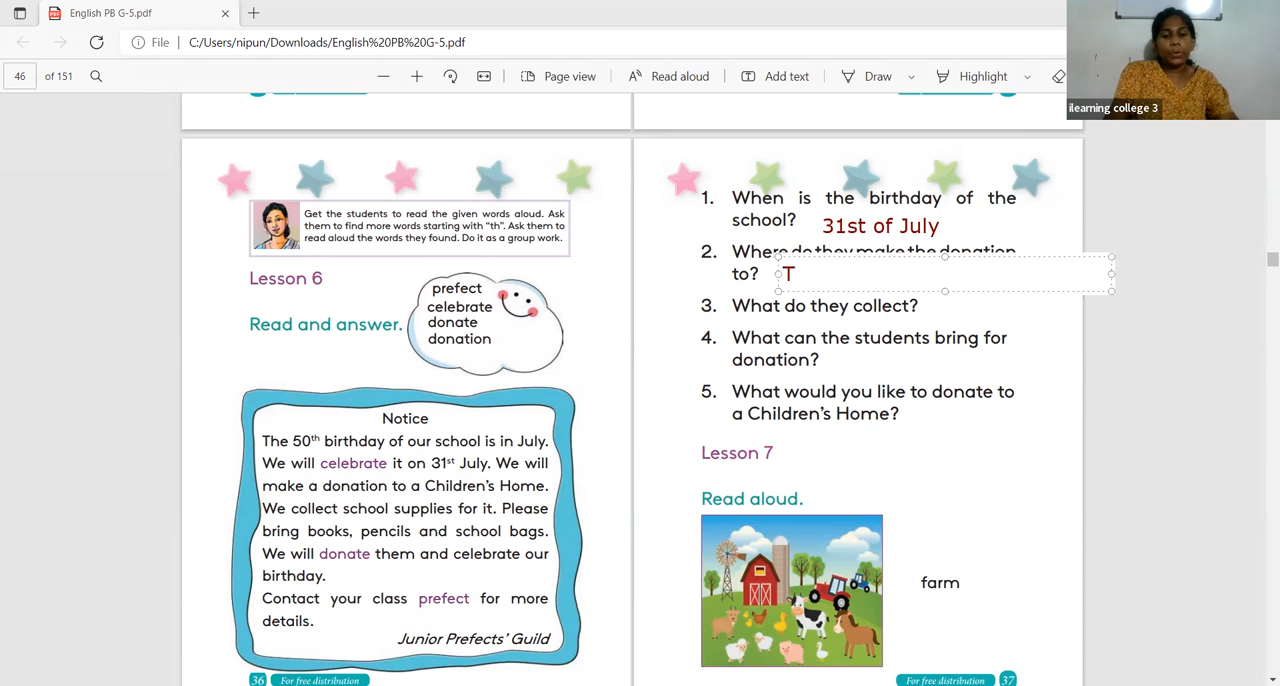 English PB G-5.pdf
File
C:/Users/nipun/Downloads/English%20PB%20G-5.pdf
46 of 151
Page view
Read aloud
Add text
Draw
Highlight
ilearning college 3
Get the students to read the given words aloud. Ask
them to find more words starting with “th”. Ask them to
read aloud the words they found. Do it as a group work.
Lesson 6
Read and answer.
prefect
celebrate
donate
donation
Notice
The 50th birthday of our school is in July.
We will celebrate it on 31st July. We will
make a donation to a Children’s Home.
We collect school supplies for it. Please
bring books, pencils and school bags.
We will donate them and celebrate our
birthday.
Contact your class prefect for more
details.
Junior Prefects’ Guild
36 For free distribution
1. When is the birthday of the
school? 31st of July
2. Where do they make the donation
to? T
3. What do they collect?
4. What can the students bring for
donation?
5. What would you like to donate to
a Children’s Home?
Lesson 7
Read aloud.
farm
For free distribution 37